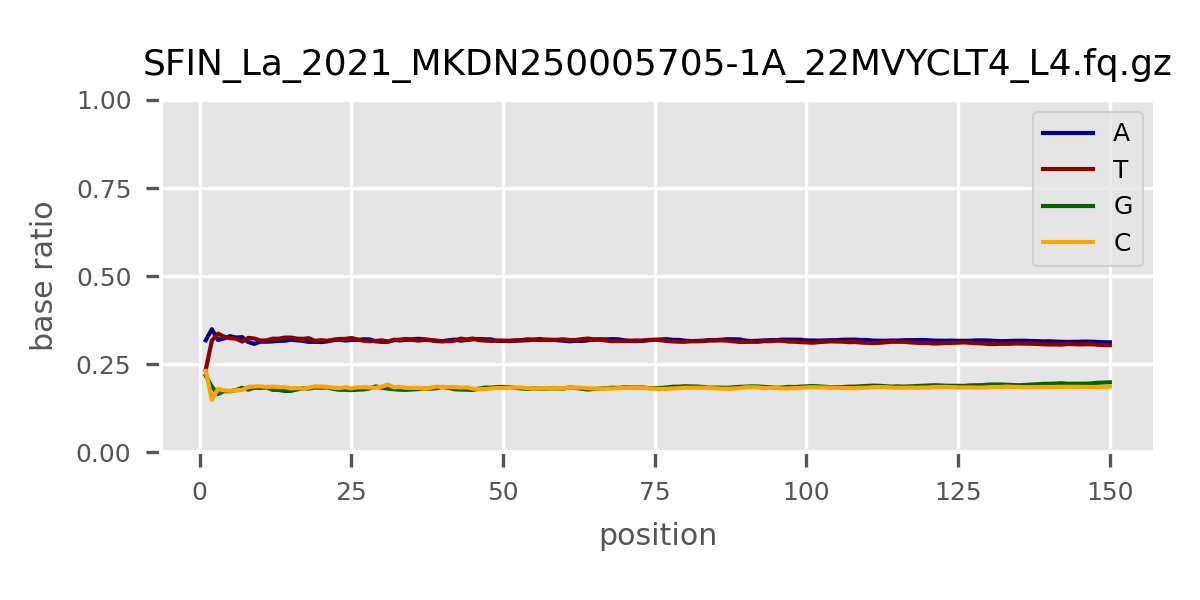 SFIN_La_2021_MKDN250005705-1A_22MVYCLT4_L4.fq.gz
1.00
0.75
0.50
0.25
0.00
base ratio
A
T
G
C
0 25 50 75 100 125 150
position